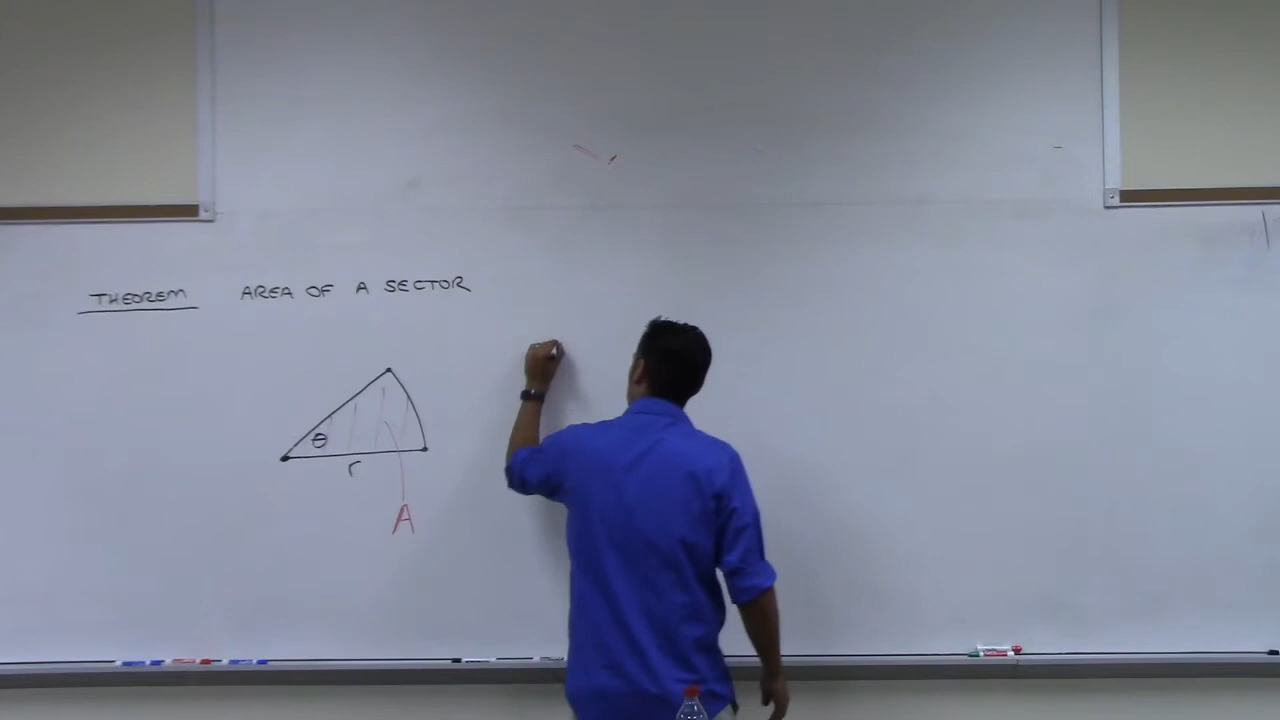 THEOREM AREA OF A SECTOR
θ
r
A